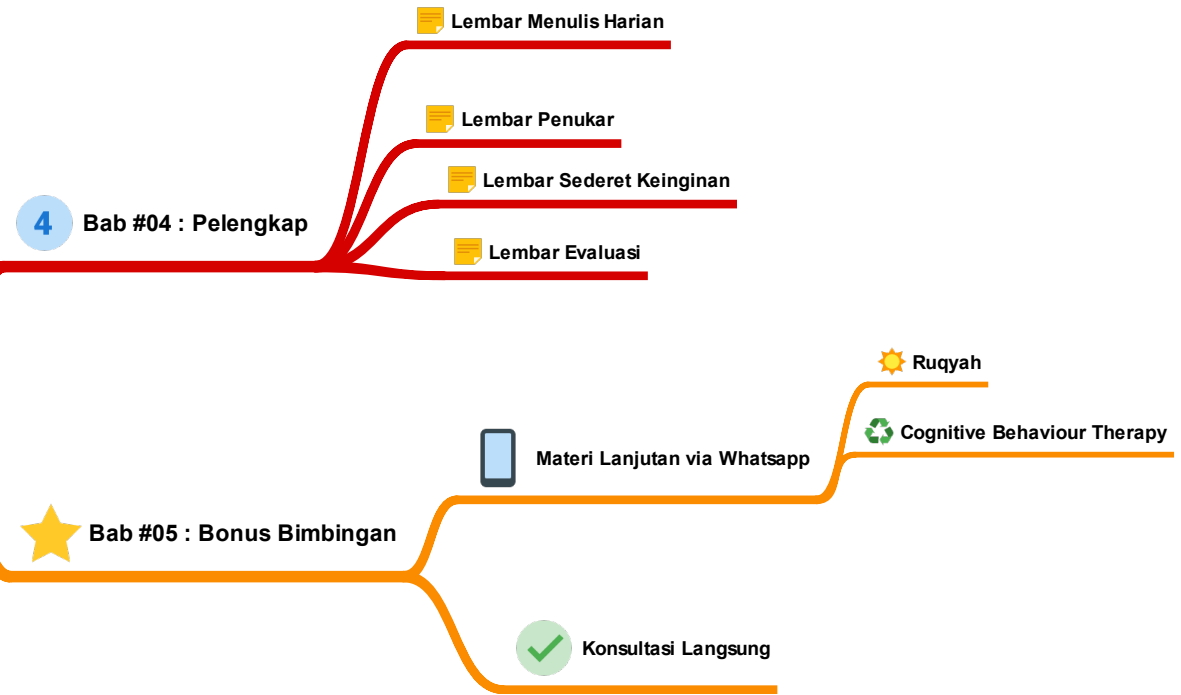 Lembar Menulis Harian
Lembar Penukar
Lembar Sederet Keinginan
4 Bab #04 : Pelengkap
Lembar Evaluasi
Ruqyah
Cognitive Behaviour Therapy
Materi Lanjutan via Whatsapp
Bab #05 : Bonus Bimbingan
Konsultasi Langsung